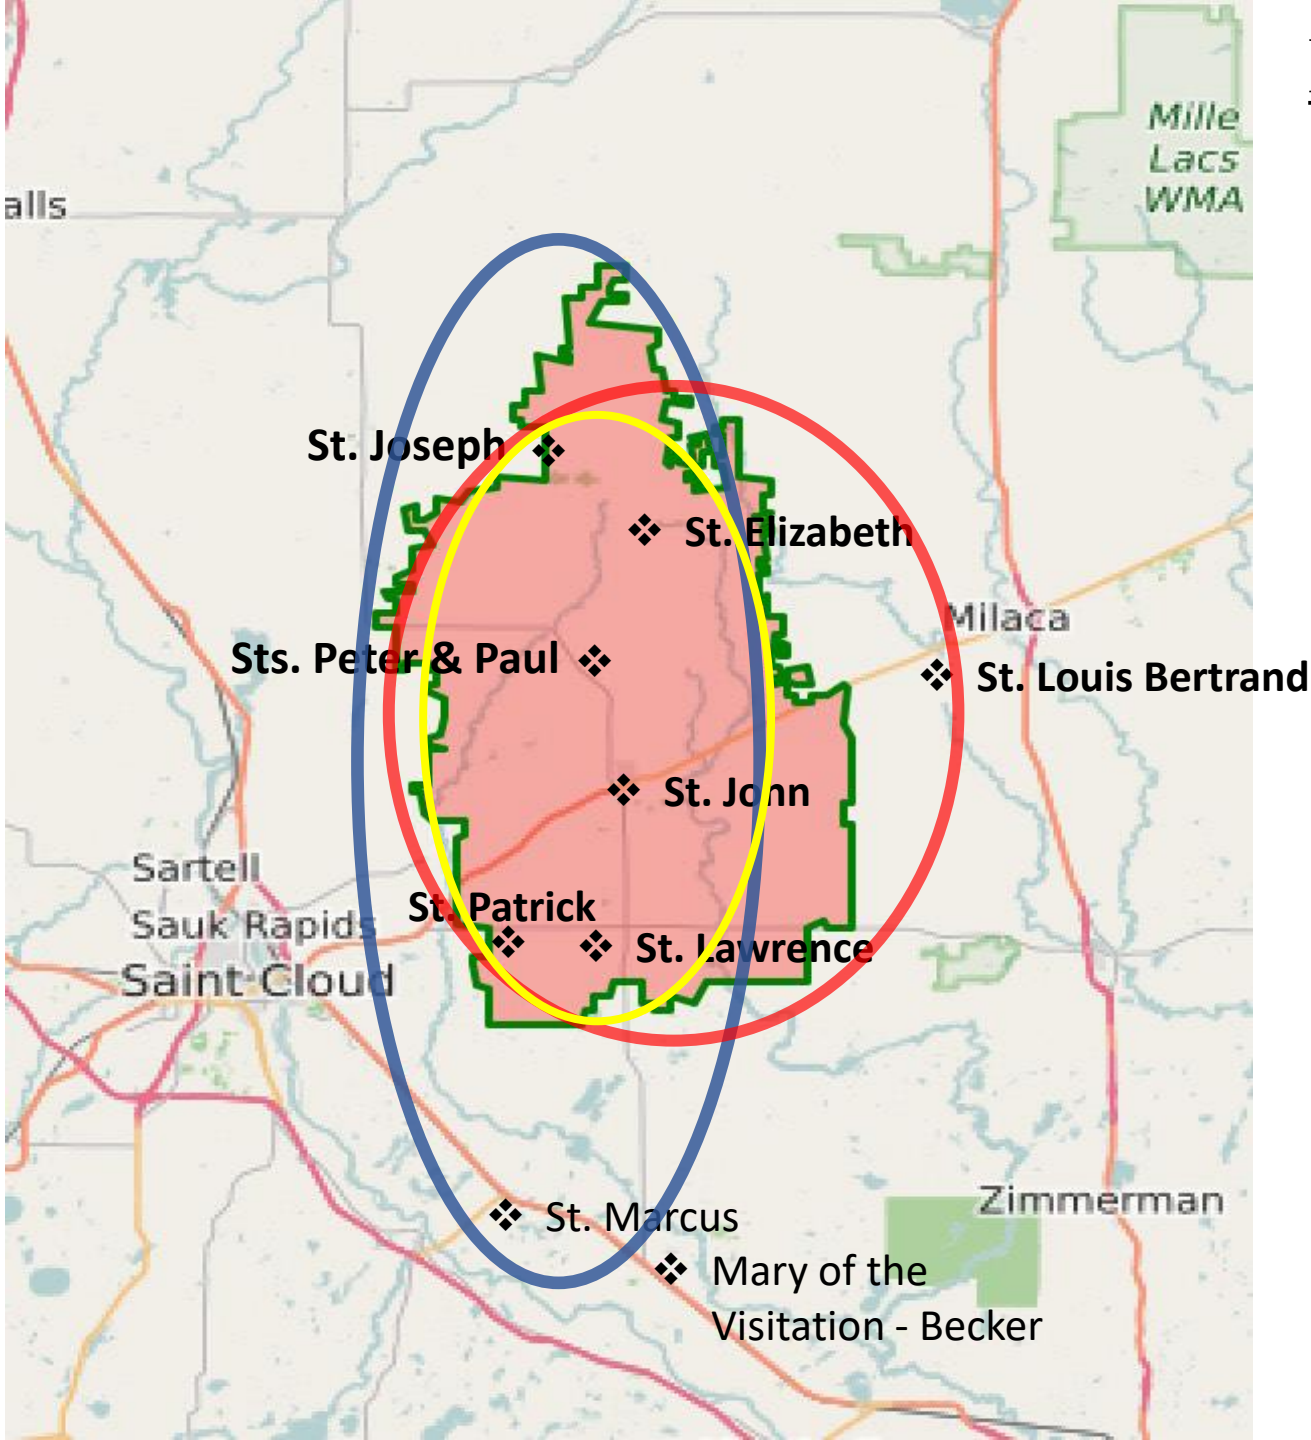 Mille
Lacs
WMA
alls
St. Joseph
St. Elizabeth
Milaca
Sts. Peter & Paul
St. Louis Bertrand
St. John
Sartell
St. Patrick
Sauk Rapids
St. Lawrence
Saint Cloud
Zimmerman
St. Marcus
Mary of the
Visitation - Becker